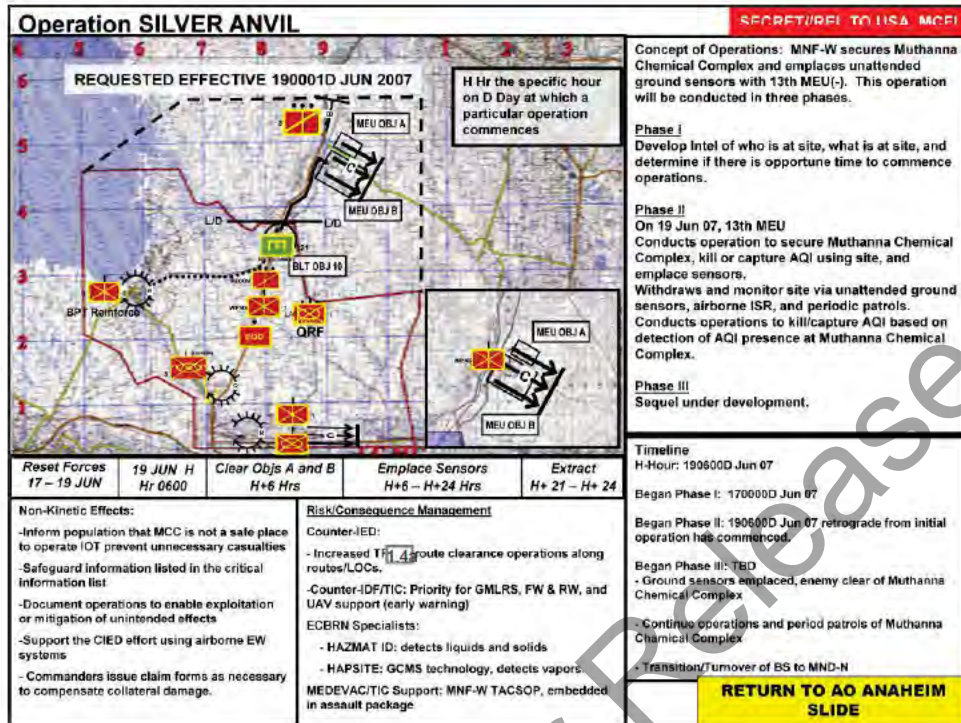 Operation SILVER ANVIL
SECRET//REL TO USA, MCFI
6 7 9 1 2 3
6
5
4
3
2
1
REQUESTED EFFECTIVE 190001D JUN 2007
H Hr the specific hour
on D Day at which a
particular operation
commences
MEU OBJ A
C
MEU OBJ B
L/D L/D
BLT OBJ 10
BPT Reinforce
QRF
EOD
MEU OBJ A
C
MEU OBJ B
Concept of Operations: MNF-W secures Muthanna
Chemical Complex and emplaces unattended
ground sensors with 13th MEU(-). This operation
will be conducted in three phases.
Phase I
Develop Intel of who is at site, what is at site, and
determine if there is opportune time to commence
operations.
Phase II
On 19 Jun 07, 13th MEU
Conducts operation to secure Muthanna Chemical
Complex, kill or capture AQI using site, and
emplace sensors.
Withdraws and monitor site via unattended ground
sensors, airborne ISR, and periodic patrols.
Conducts operations to kill/capture AQI based on
detection of AQI presence at Muthanna Chemical
Complex.
Phase III
Sequel under development.
Reset Forces
17 – 19 JUN
19 JUN H
Hr 0600
Clear Objs A and B
H+6 Hrs
Emplace Sensors
H+6 – H+24 Hrs
Extract
H+ 21 – H+ 24
Non-Kinetic Effects:
-Inform population that MCC is not a safe place
to operate IOT prevent unnecessary casualties
-Safeguard information listed in the critical
information list
-Document operations to enable exploitation
or mitigation of unintended effects
-Support the CIED effort using airborne EW
systems
- Commanders issue claim forms as necessary
to compensate collateral damage.
Risk/Consequence Management
Counter-IED:
- Increased 1.4a route clearance operations along
routes/LOCs.
-Counter-IDF/TIC: Priority for GMLRS, FW & RW, and
UAV support (early warning)
ECBRN Specialists:
- HAZMAT ID: detects liquids and solids
- HAPSITE: GCMS technology, detects vapors
MEDEVAC/TIC Support: MNF-W TACSOP, embedded
in assault package
Timeline
H-Hour: 190600D Jun 07
Began Phase I: 170000D Jun 07
Began Phase II: 190600D Jun 07 retrograde from initial
operation has commenced.
Began Phase III: TBD
- Ground sensors emplaced, enemy clear of Muthanna
Chemical Complex
- Continue operations and period patrols of Muthanna
Chamical Complex
- Transition/Turnover of BS to MND-N
RETURN TO AO ANAHEIM
SLIDE
Release